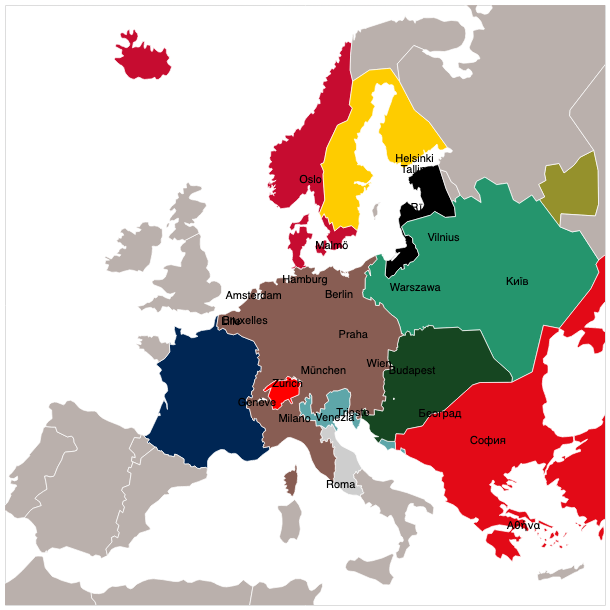 Helsinki
Tallinn
Oslo
Vilnius
Malmö
Hamburg
Київ
Warszawa
Berlin
Amsterdam
Bruxelles
Praha
Wien
Budapest
München
Zürich
Genève
Milano
Venezia
Trieste
Београд
София
Roma
Αθήνα